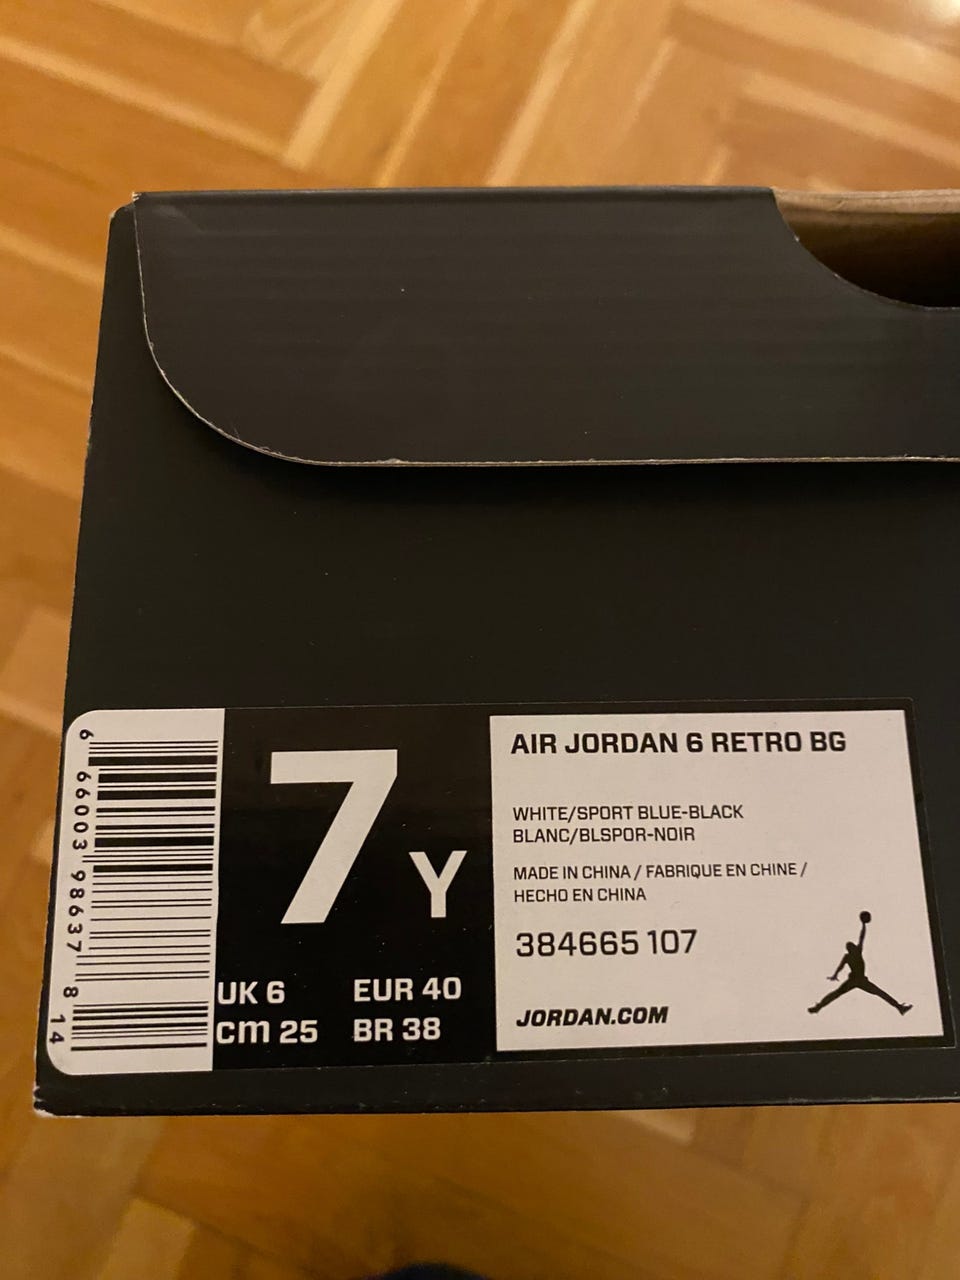 6 66003 98637 8 14
7 Y
UK 6 EUR 40
cm 25 BR 38
AIR JORDAN 6 RETRO BG
WHITE/SPORT BLUE-BLACK
BLANC/BLSPOR-NOIR
MADE IN CHINA / FABRIQUE EN CHINE /
HECHO EN CHINA
384665 107
JORDAN.COM